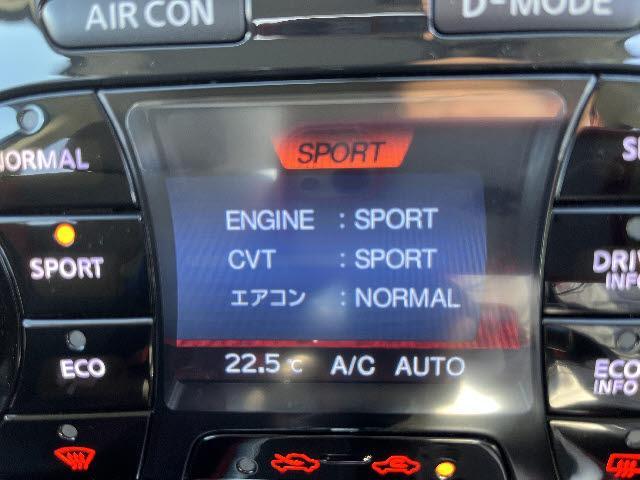 AIR CON
D-MODE
NORMAL
SPORT
ENGINE : SPORT
SPORT
CVT : SPORT
DRIV
INFO
エアコン : NORMAL
ECO
22.5℃ A/C AUTO
ECO
INFO